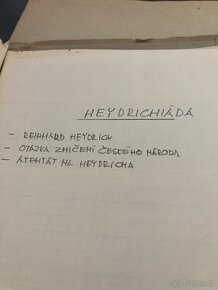 HEYDRICHIÁDA
- REINHARD HEYDRICH
- OTÁZKA ZNIČENÍ ČESKÉHO NÁRODA
- ATENTÁT NA HEYDRICHA